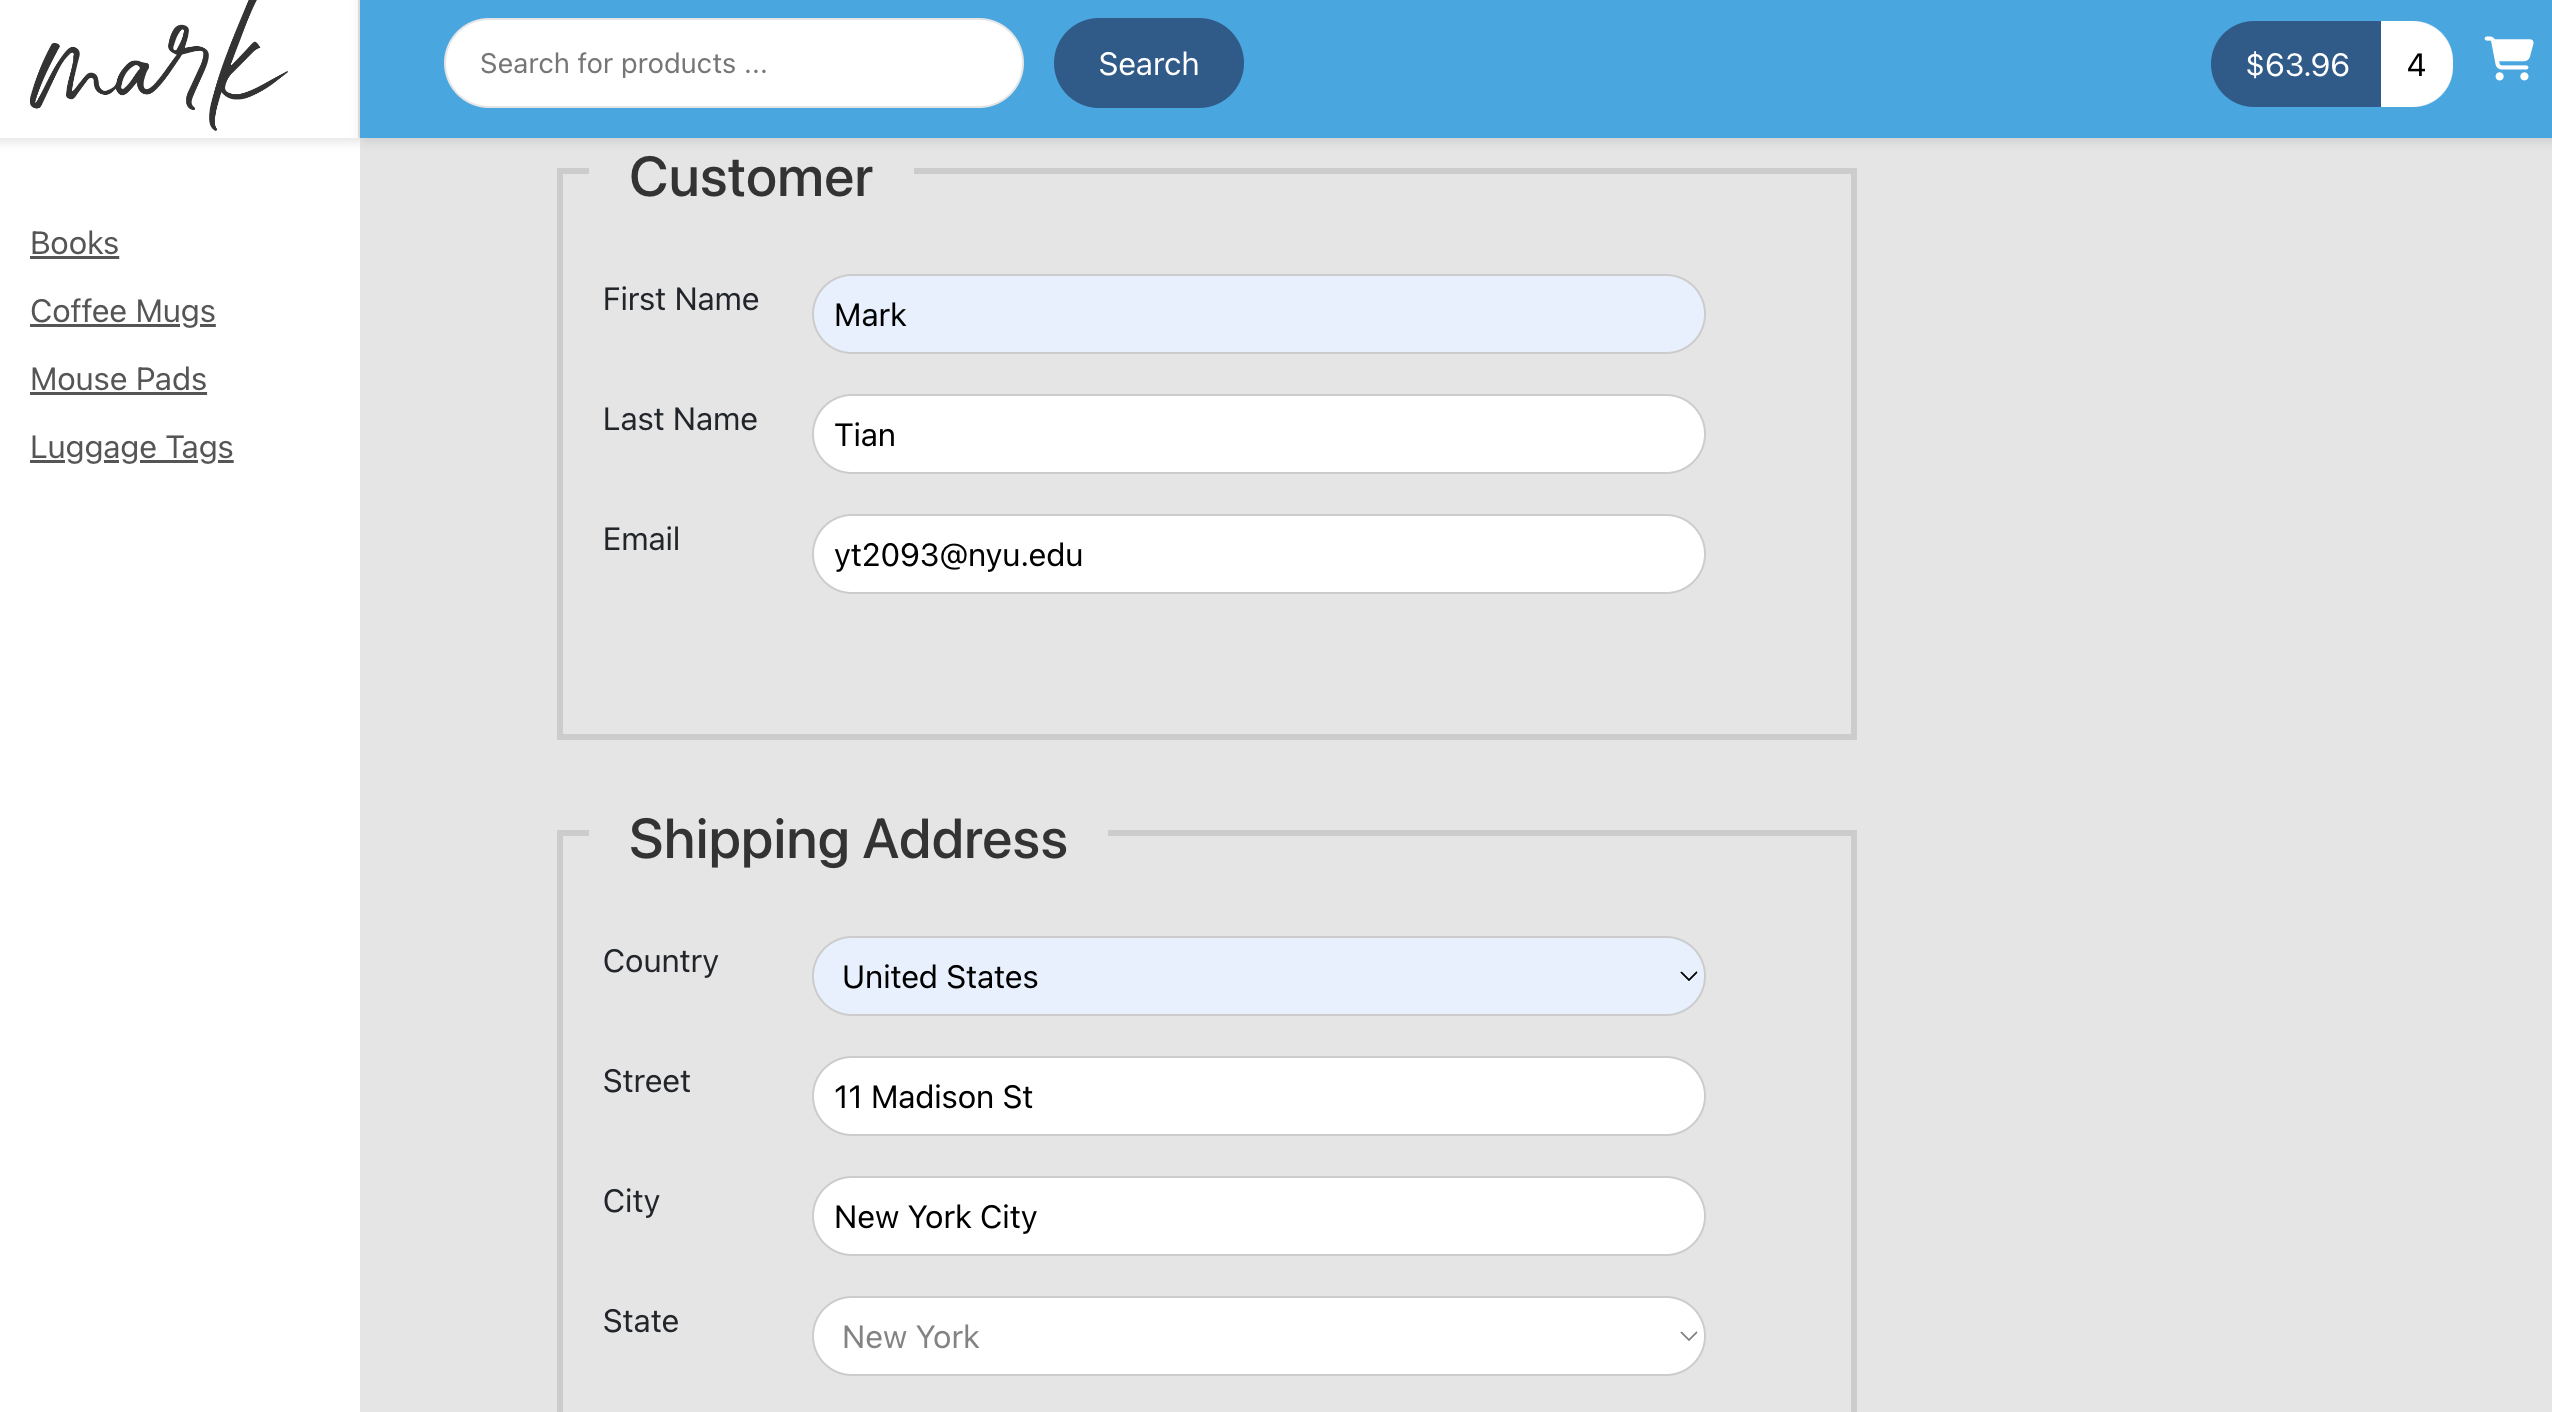 mark
Search for products ...
Search
$63.96
4
Books
Coffee Mugs
Mouse Pads
Luggage Tags
Customer
First Name
Mark
Last Name
Tian
Email
yt2093@nyu.edu
Shipping Address
Country
United States
Street
11 Madison St
City
New York City
State
New York